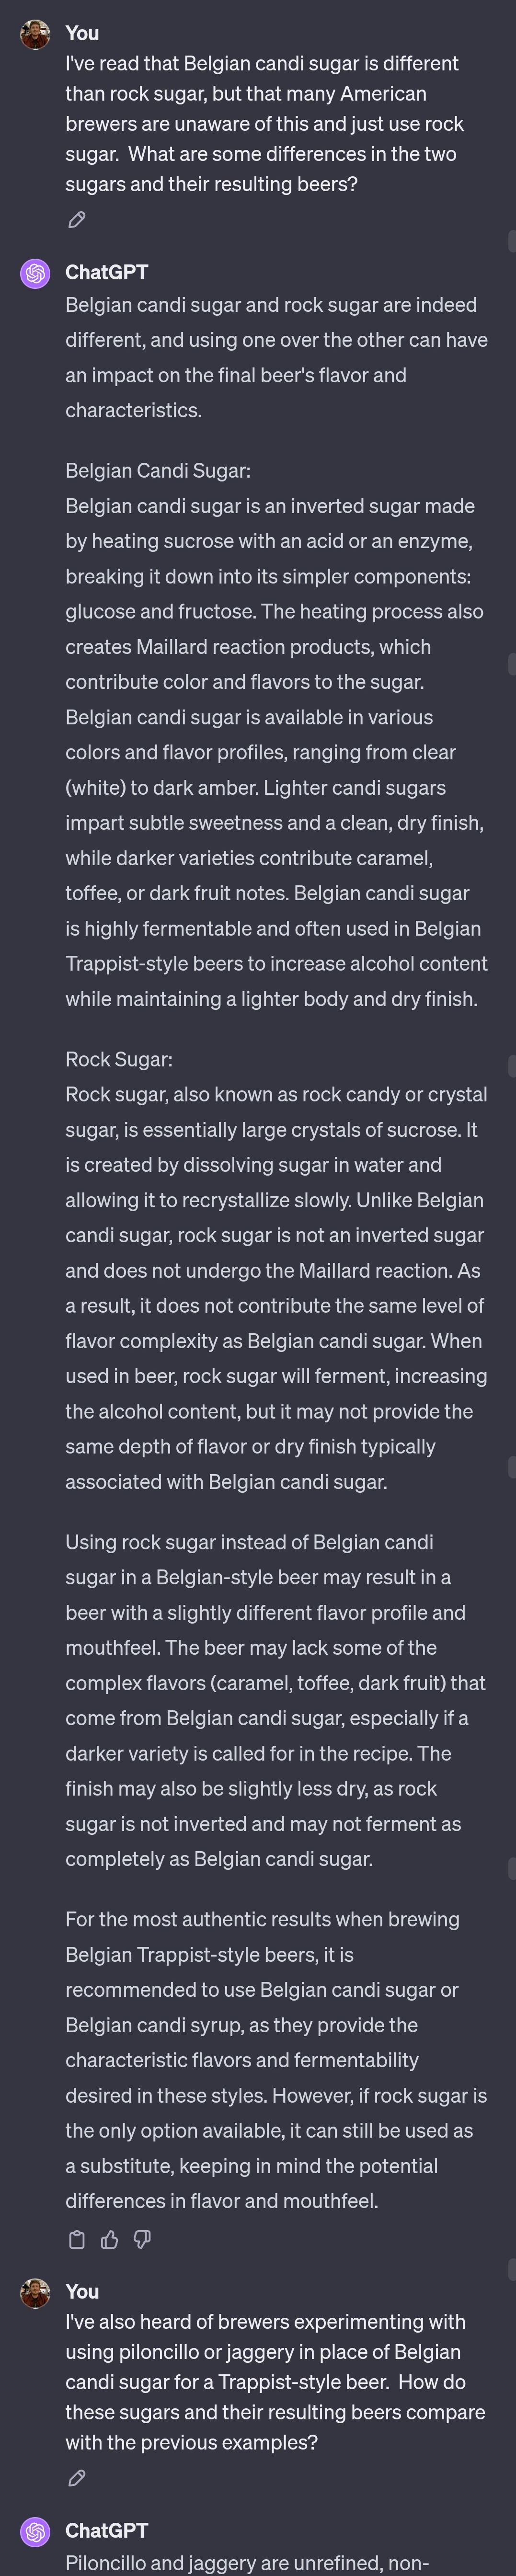 You
I've read that Belgian candi sugar is different
than rock sugar, but that many American
brewers are unaware of this and just use rock
sugar.  What are some differences in the two
sugars and their resulting beers?
ChatGPT
Belgian candi sugar and rock sugar are indeed
different, and using one over the other can have
an impact on the final beer's flavor and
characteristics.
Belgian Candi Sugar:
Belgian candi sugar is an inverted sugar made
by heating sucrose with an acid or an enzyme,
breaking it down into its simpler components:
glucose and fructose. The heating process also
creates Maillard reaction products, which
contribute color and flavors to the sugar.
Belgian candi sugar is available in various
colors and flavor profiles, ranging from clear
(white) to dark amber. Lighter candi sugars
impart subtle sweetness and a clean, dry finish,
while darker varieties contribute caramel,
toffee, or dark fruit notes. Belgian candi sugar
is highly fermentable and often used in Belgian
Trappist-style beers to increase alcohol content
while maintaining a lighter body and dry finish.
Rock Sugar:
Rock sugar, also known as rock candy or crystal
sugar, is essentially large crystals of sucrose. It
is created by dissolving sugar in water and
allowing it to recrystallize slowly. Unlike Belgian
candi sugar, rock sugar is not an inverted sugar
and does not undergo the Maillard reaction. As
a result, it does not contribute the same level of
flavor complexity as Belgian candi sugar. When
used in beer, rock sugar will ferment, increasing
the alcohol content, but it may not provide the
same depth of flavor or dry finish typically
associated with Belgian candi sugar.
Using rock sugar instead of Belgian candi
sugar in a Belgian-style beer may result in a
beer with a slightly different flavor profile and
mouthfeel. The beer may lack some of the
complex flavors (caramel, toffee, dark fruit) that
come from Belgian candi sugar, especially if a
darker variety is called for in the recipe. The
finish may also be slightly less dry, as rock
sugar is not inverted and may not ferment as
completely as Belgian candi sugar.
For the most authentic results when brewing
Belgian Trappist-style beers, it is
recommended to use Belgian candi sugar or
Belgian candi syrup, as they provide the
characteristic flavors and fermentability
desired in these styles. However, if rock sugar is
the only option available, it can still be used as
a substitute, keeping in mind the potential
differences in flavor and mouthfeel.
You
I've also heard of brewers experimenting with
using piloncillo or jaggery in place of Belgian
candi sugar for a Trappist-style beer.  How do
these sugars and their resulting beers compare
with the previous examples?
ChatGPT
Piloncillo and jaggery are unrefined, non-